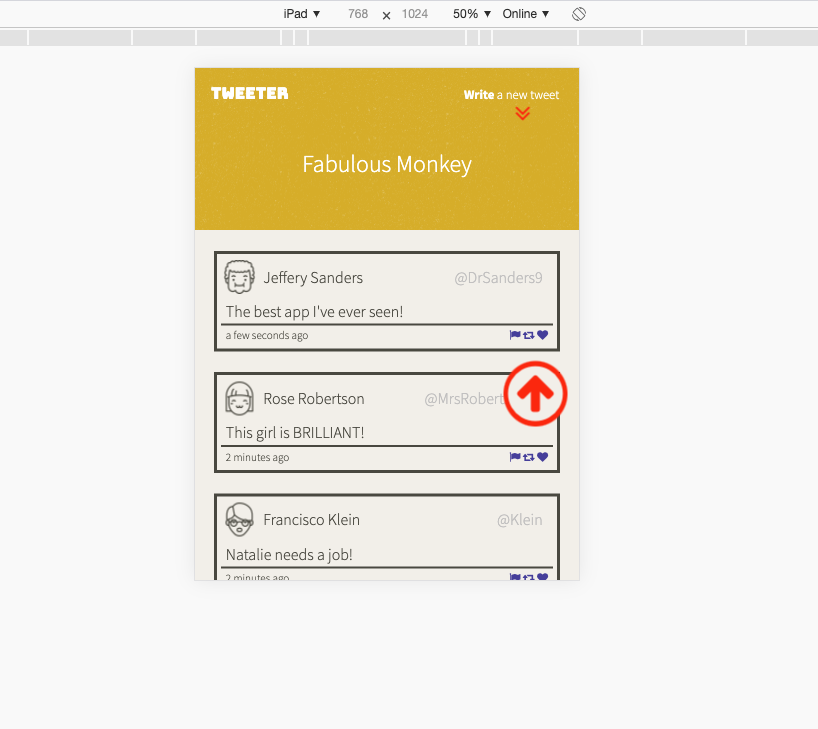 iPad ▼ 768 × 1024 50% ▼ Online ▼
TWEETER
Write a new tweet
Fabulous Monkey
Jeffery Sanders @DrSanders9
The best app I've ever seen!
a few seconds ago
Rose Robertson @MrsRobert
This girl is BRILLIANT!
2 minutes ago
Francisco Klein @Klein
Natalie needs a job!
2 minutes ago